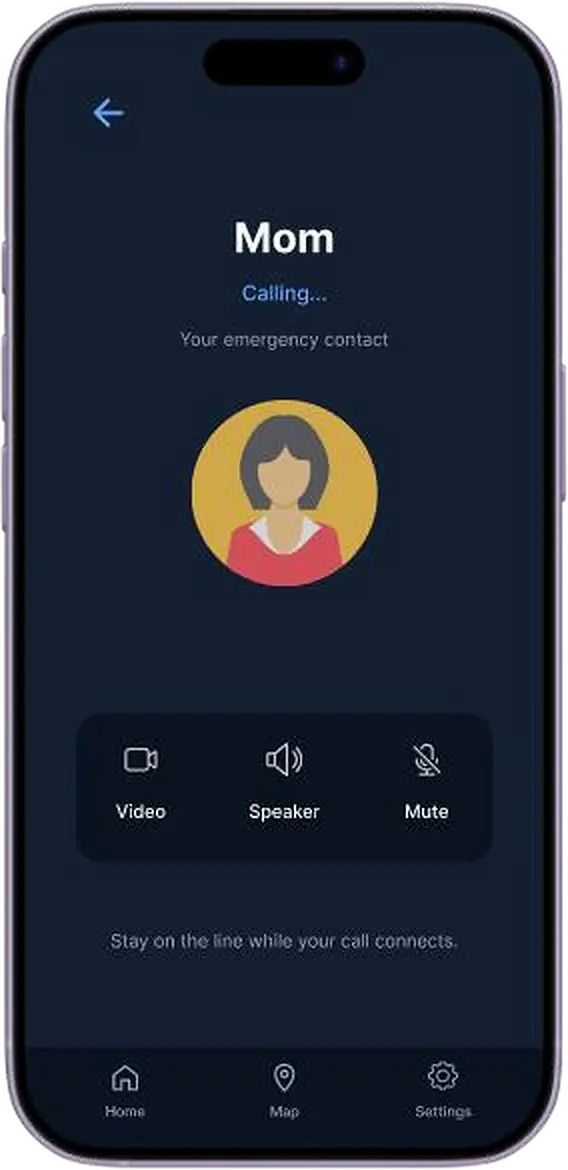 Mom
Calling...
Your emergency contact
Video Speaker Mute
Stay on the line while your call connects.
Home Map Settings